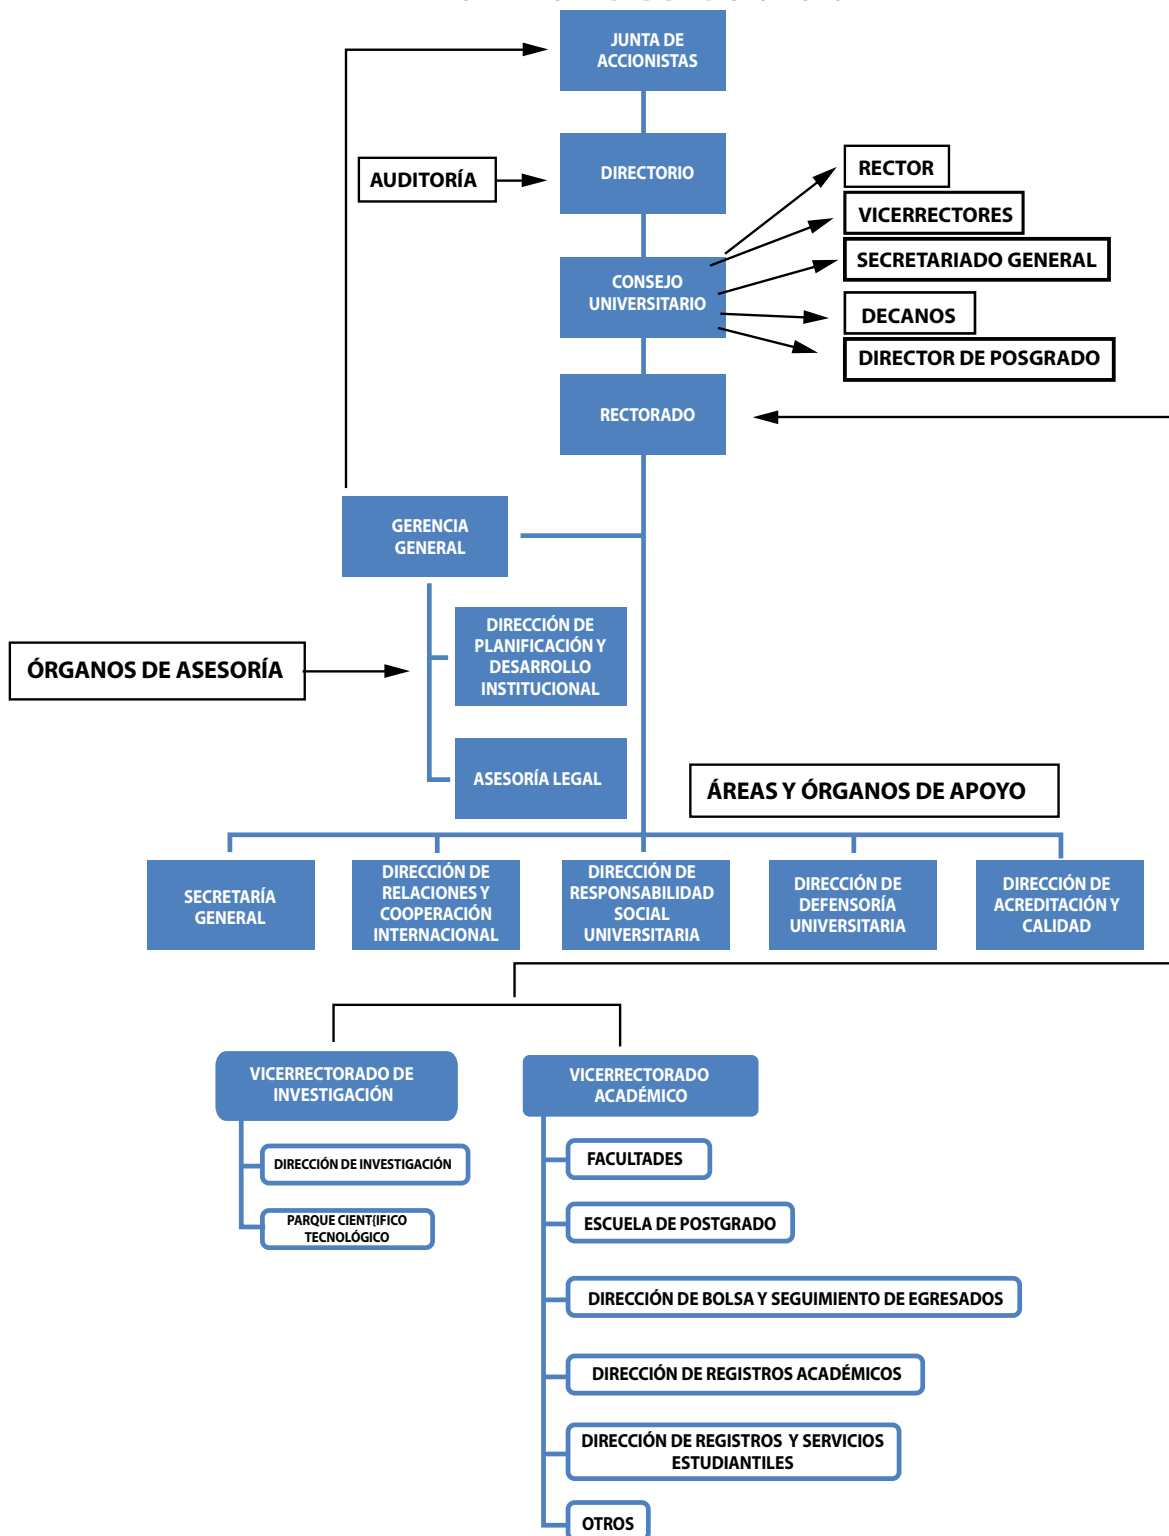 JUNTA DE
ACCIONISTAS
AUDITORÍA
DIRECTORIO
RECTOR
VICERRECTORES
SECRETARIADO GENERAL
DECANOS
DIRECTOR DE POSGRADO
CONSEJO
UNIVERSITARIO
RECTORADO
GERENCIA
GENERAL
ÓRGANOS DE ASESORÍA
DIRECCIÓN DE
PLANIFICACIÓN Y
DESARROLLO
INSTITUCIONAL
ASESORÍA LEGAL
ÁREAS Y ÓRGANOS DE APOYO
SECRETARÍA
GENERAL
DIRECCIÓN DE
RELACIONES Y
COOPERACIÓN
INTERNACIONAL
DIRECCIÓN DE
RESPONSABILIDAD
SOCIAL
UNIVERSITARIA
DIRECCIÓN DE
DEFENSORÍA
UNIVERSITARIA
DIRECCIÓN DE
ACREDITACIÓN Y
CALIDAD
VICERRECTORADO DE
INVESTIGACIÓN
DIRECCIÓN DE INVESTIGACIÓN
PARQUE CIENT{IFICO
TECNOLÓGICO
VICERRECTORADO
ACADÉMICO
FACULTADES
ESCUELA DE POSTGRADO
DIRECCIÓN DE BOLSA Y SEGUIMIENTO DE EGRESADOS
DIRECCIÓN DE REGISTROS ACADÉMICOS
DIRECCIÓN DE REGISTROS Y SERVICIOS
ESTUDIANTILES
OTROS